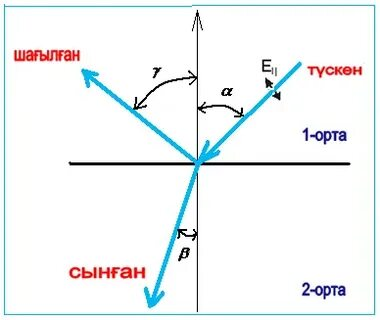 шағылған
γ
α
E||
түскен
1-орта
β
сынған
2-орта